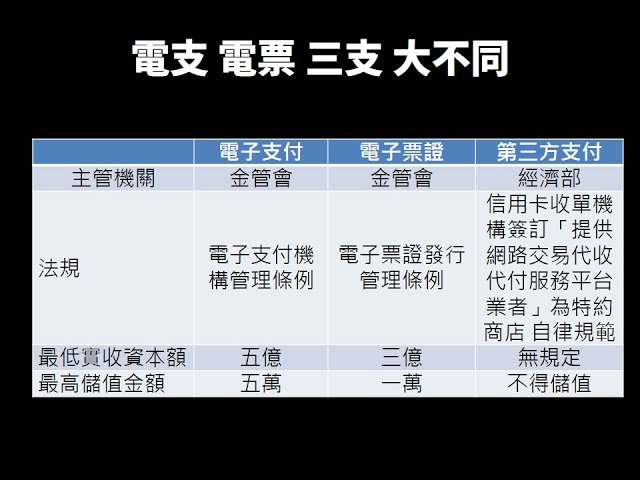 電支 電票 三支 大不同
電子支付 電子票證 第三方支付
主管機關 金管會 金管會 經濟部
法規
電子支付機
構管理條例
電子票證發行
管理條例
信用卡收單機
構簽訂「提供
網路交易代收
代付服務平台
業者」為特約
商店 自律規範
最低實收資本額 五億 三億 無規定
最高儲值金額 五萬 一萬 不得儲值